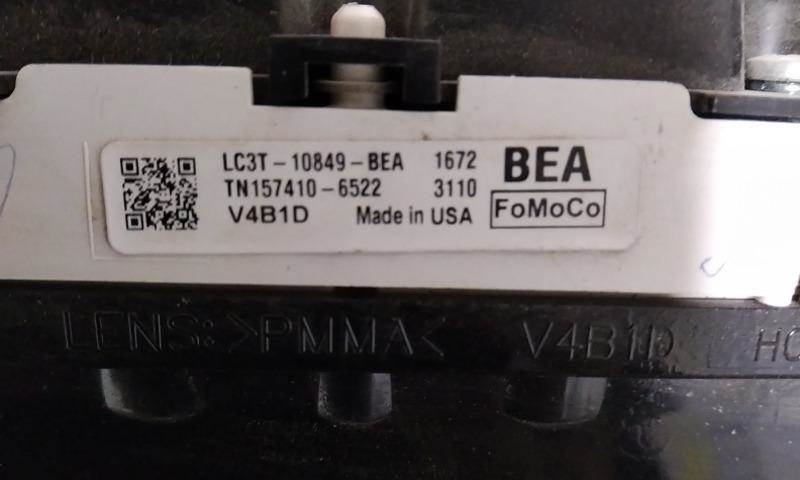 LC3T-10849-BEA 1672 BEA
TN157410-6522 3110
V4B1D Made in USA FoMoCo
LENS: >PMMA< V4B1D